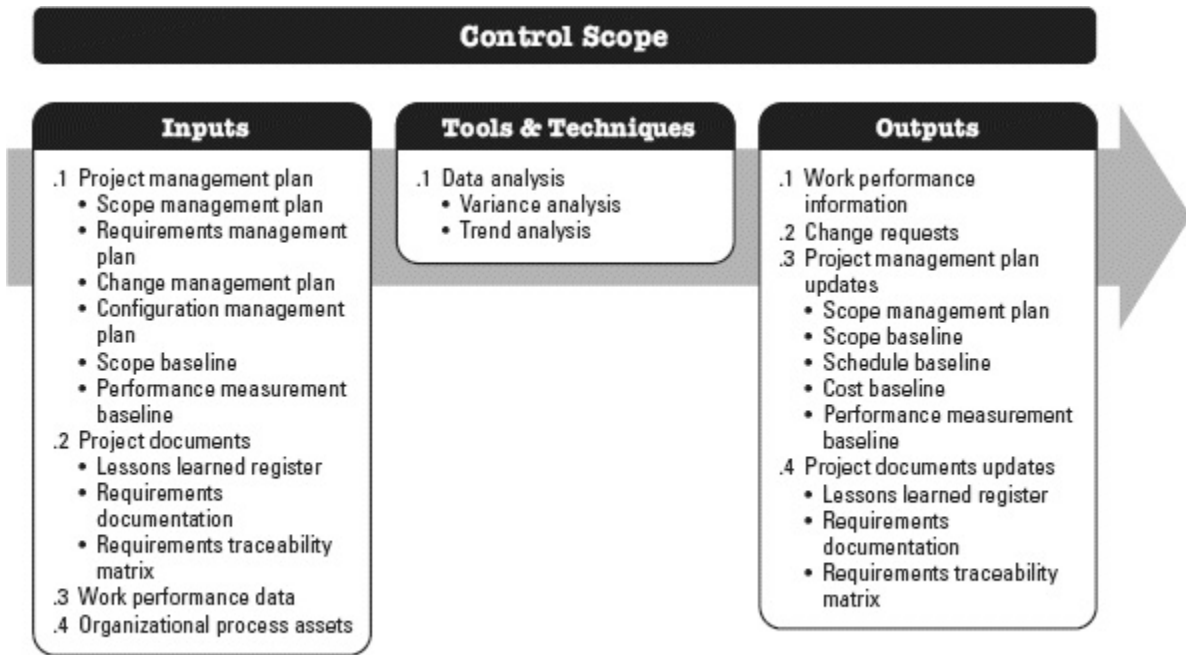 Control Scope
Inputs
.1 Project management plan
• Scope management plan
• Requirements management
plan
• Change management plan
• Configuration management
plan
• Scope baseline
• Performance measurement
baseline
.2 Project documents
• Lessons learned register
• Requirements
documentation
• Requirements traceability
matrix
.3 Work performance data
.4 Organizational process assets
Tools & Techniques
.1 Data analysis
• Variance analysis
• Trend analysis
Outputs
.1 Work performance
information
.2 Change requests
.3 Project management plan
updates
• Scope management plan
• Scope baseline
• Schedule baseline
• Cost baseline
• Performance measurement
baseline
.4 Project documents updates
• Lessons learned register
• Requirements
documentation
• Requirements traceability
matrix